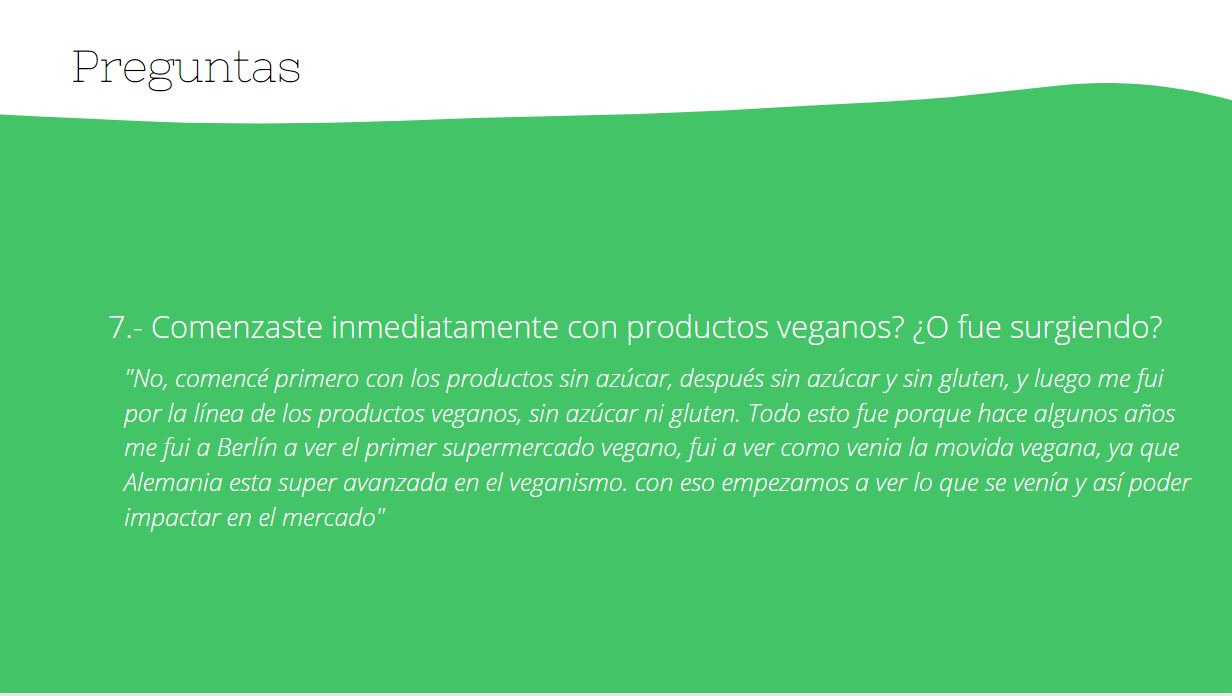 Preguntas
7.- Comenzaste inmediatamente con productos veganos? ¿O fue surgiendo?
"No, comencé primero con los productos sin azúcar, después sin azúcar y sin gluten, y luego me fui
por la línea de los productos veganos, sin azúcar ni gluten. Todo esto fue porque hace algunos años
me fui a Berlín a ver el primer supermercado vegano, fui a ver como venia la movida vegana, ya que
Alemania esta super avanzada en el veganismo. con eso empezamos a ver lo que se venía y así poder
impactar en el mercado"